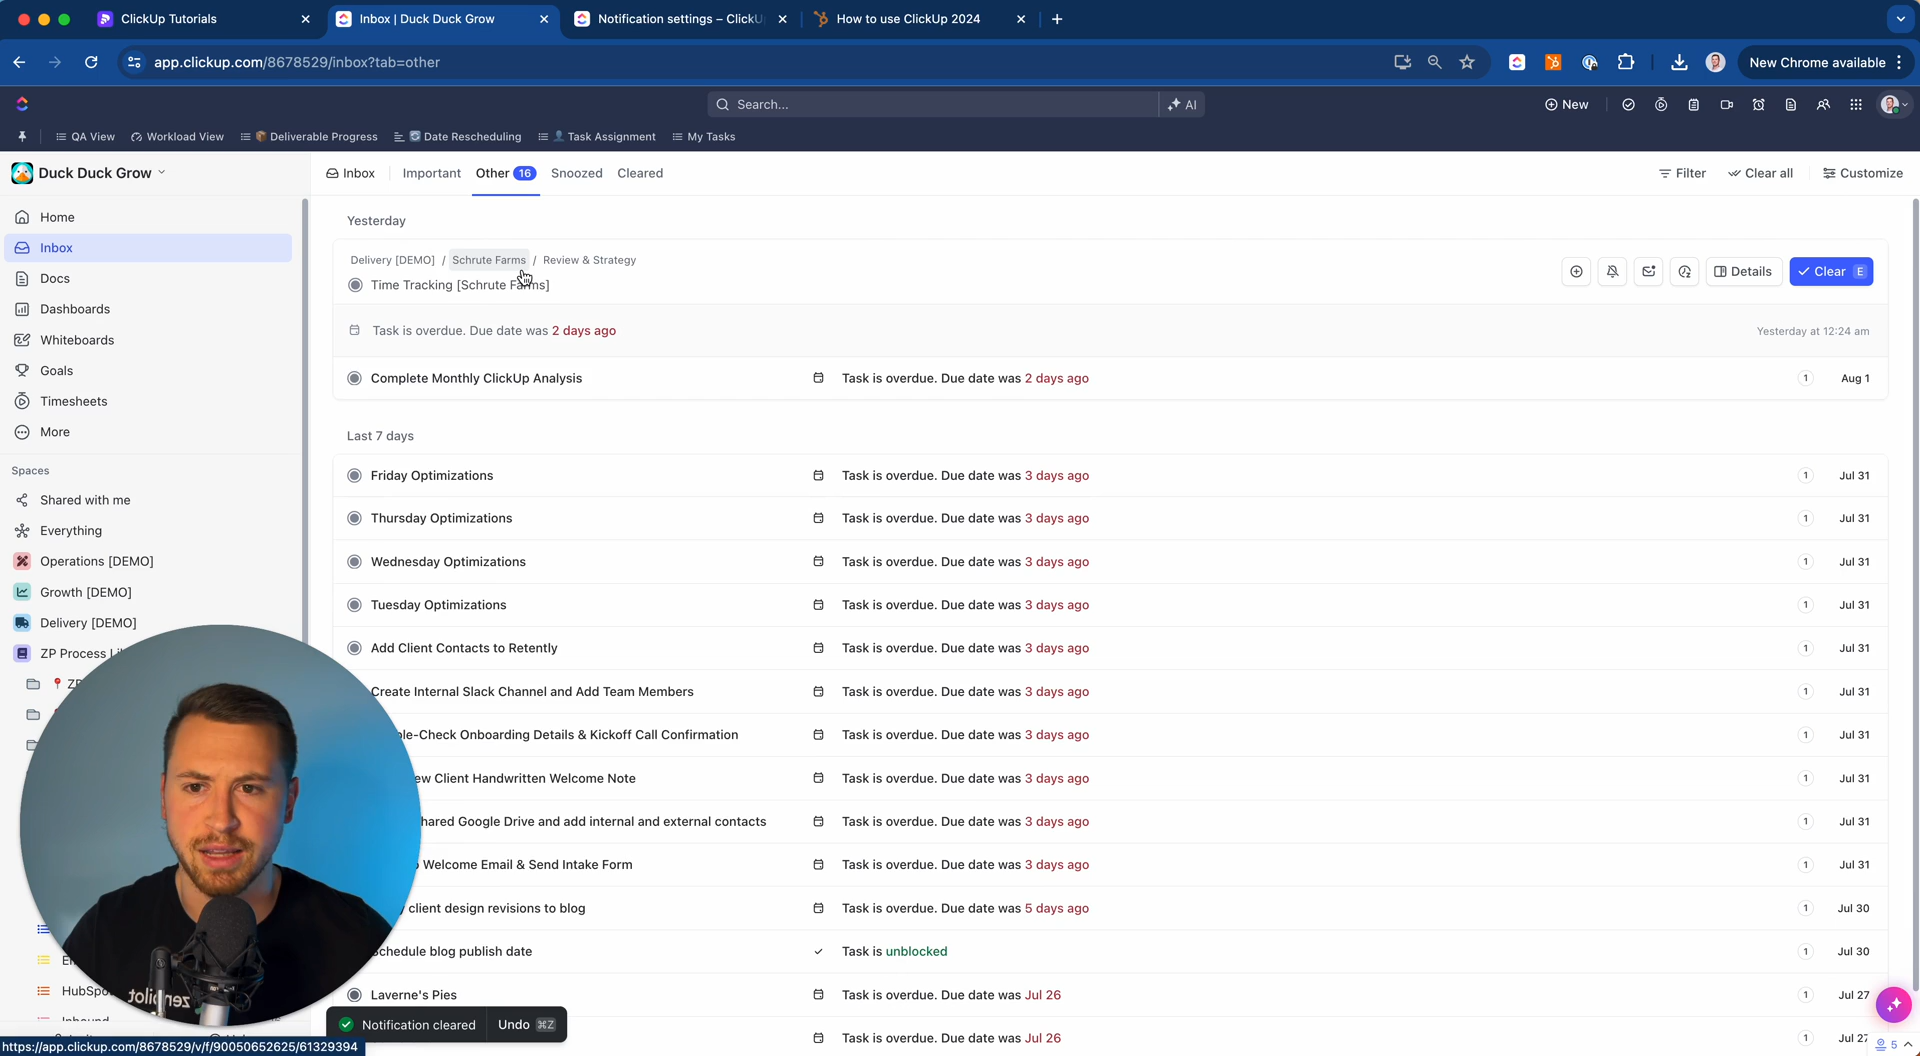 ClickUp Tutorials
Inbox | Duck Duck Grow
Notification settings – ClickU
How to use ClickUp 2024
app.clickup.com/8678529/inbox?tab=other
New Chrome available
Search...
AI
New
QA View
Workload View
Deliverable Progress
Date Rescheduling
Task Assignment
My Tasks
Duck Duck Grow
Inbox
Important
Other 16
Snoozed
Cleared
Filter
Clear all
Customize
Home
Inbox
Docs
Dashboards
Whiteboards
Goals
Timesheets
More
Spaces
Shared with me
Everything
Operations [DEMO]
Growth [DEMO]
Delivery [DEMO]
ZP Process Li
HubSpo
Inbound
Yesterday
Delivery [DEMO] / Schrute Farms / Review & Strategy
Time Tracking [Schrute Farms]
Details
Clear E
Task is overdue. Due date was 2 days ago
Yesterday at 12:24 am
Complete Monthly ClickUp Analysis Task is overdue. Due date was 2 days ago 1 Aug 1
Last 7 days
Friday Optimizations Task is overdue. Due date was 3 days ago 1 Jul 31
Thursday Optimizations Task is overdue. Due date was 3 days ago 1 Jul 31
Wednesday Optimizations Task is overdue. Due date was 3 days ago 1 Jul 31
Tuesday Optimizations Task is overdue. Due date was 3 days ago 1 Jul 31
Add Client Contacts to Retently Task is overdue. Due date was 3 days ago 1 Jul 31
Create Internal Slack Channel and Add Team Members Task is overdue. Due date was 3 days ago 1 Jul 31
le-Check Onboarding Details & Kickoff Call Confirmation Task is overdue. Due date was 3 days ago 1 Jul 31
ew Client Handwritten Welcome Note Task is overdue. Due date was 3 days ago 1 Jul 31
hared Google Drive and add internal and external contacts Task is overdue. Due date was 3 days ago 1 Jul 31
Welcome Email & Send Intake Form Task is overdue. Due date was 3 days ago 1 Jul 31
client design revisions to blog Task is overdue. Due date was 5 days ago 1 Jul 30
chedule blog publish date Task is unblocked 1 Jul 30
Laverne's Pies Task is overdue. Due date was Jul 26 1 Jul 27
Task is overdue. Due date was Jul 26 1 Jul 27
Notification cleared
Undo ⌘Z
5
zenpilot
https://app.clickup.com/8678529/v/f/90050652625/61329394